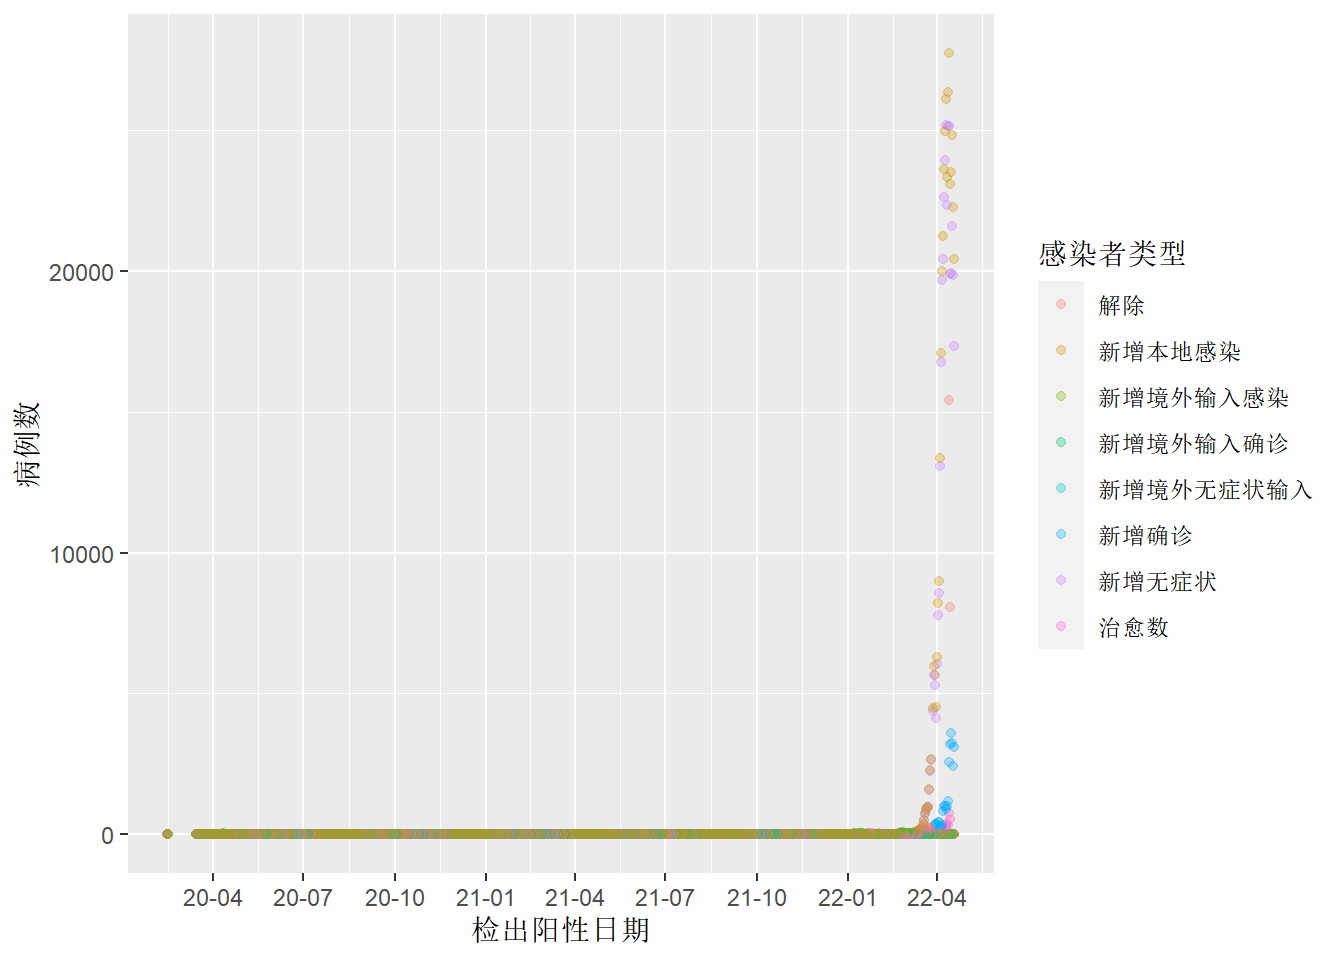 病例数
20000
10000
0
20-04 20-07 20-10 21-01 21-04 21-07 21-10 22-01 22-04
检出阳性日期
感染者类型
解除
新增本地感染
新增境外输入感染
新增境外输入确诊
新增境外无症状输入
新增确诊
新增无症状
治愈数